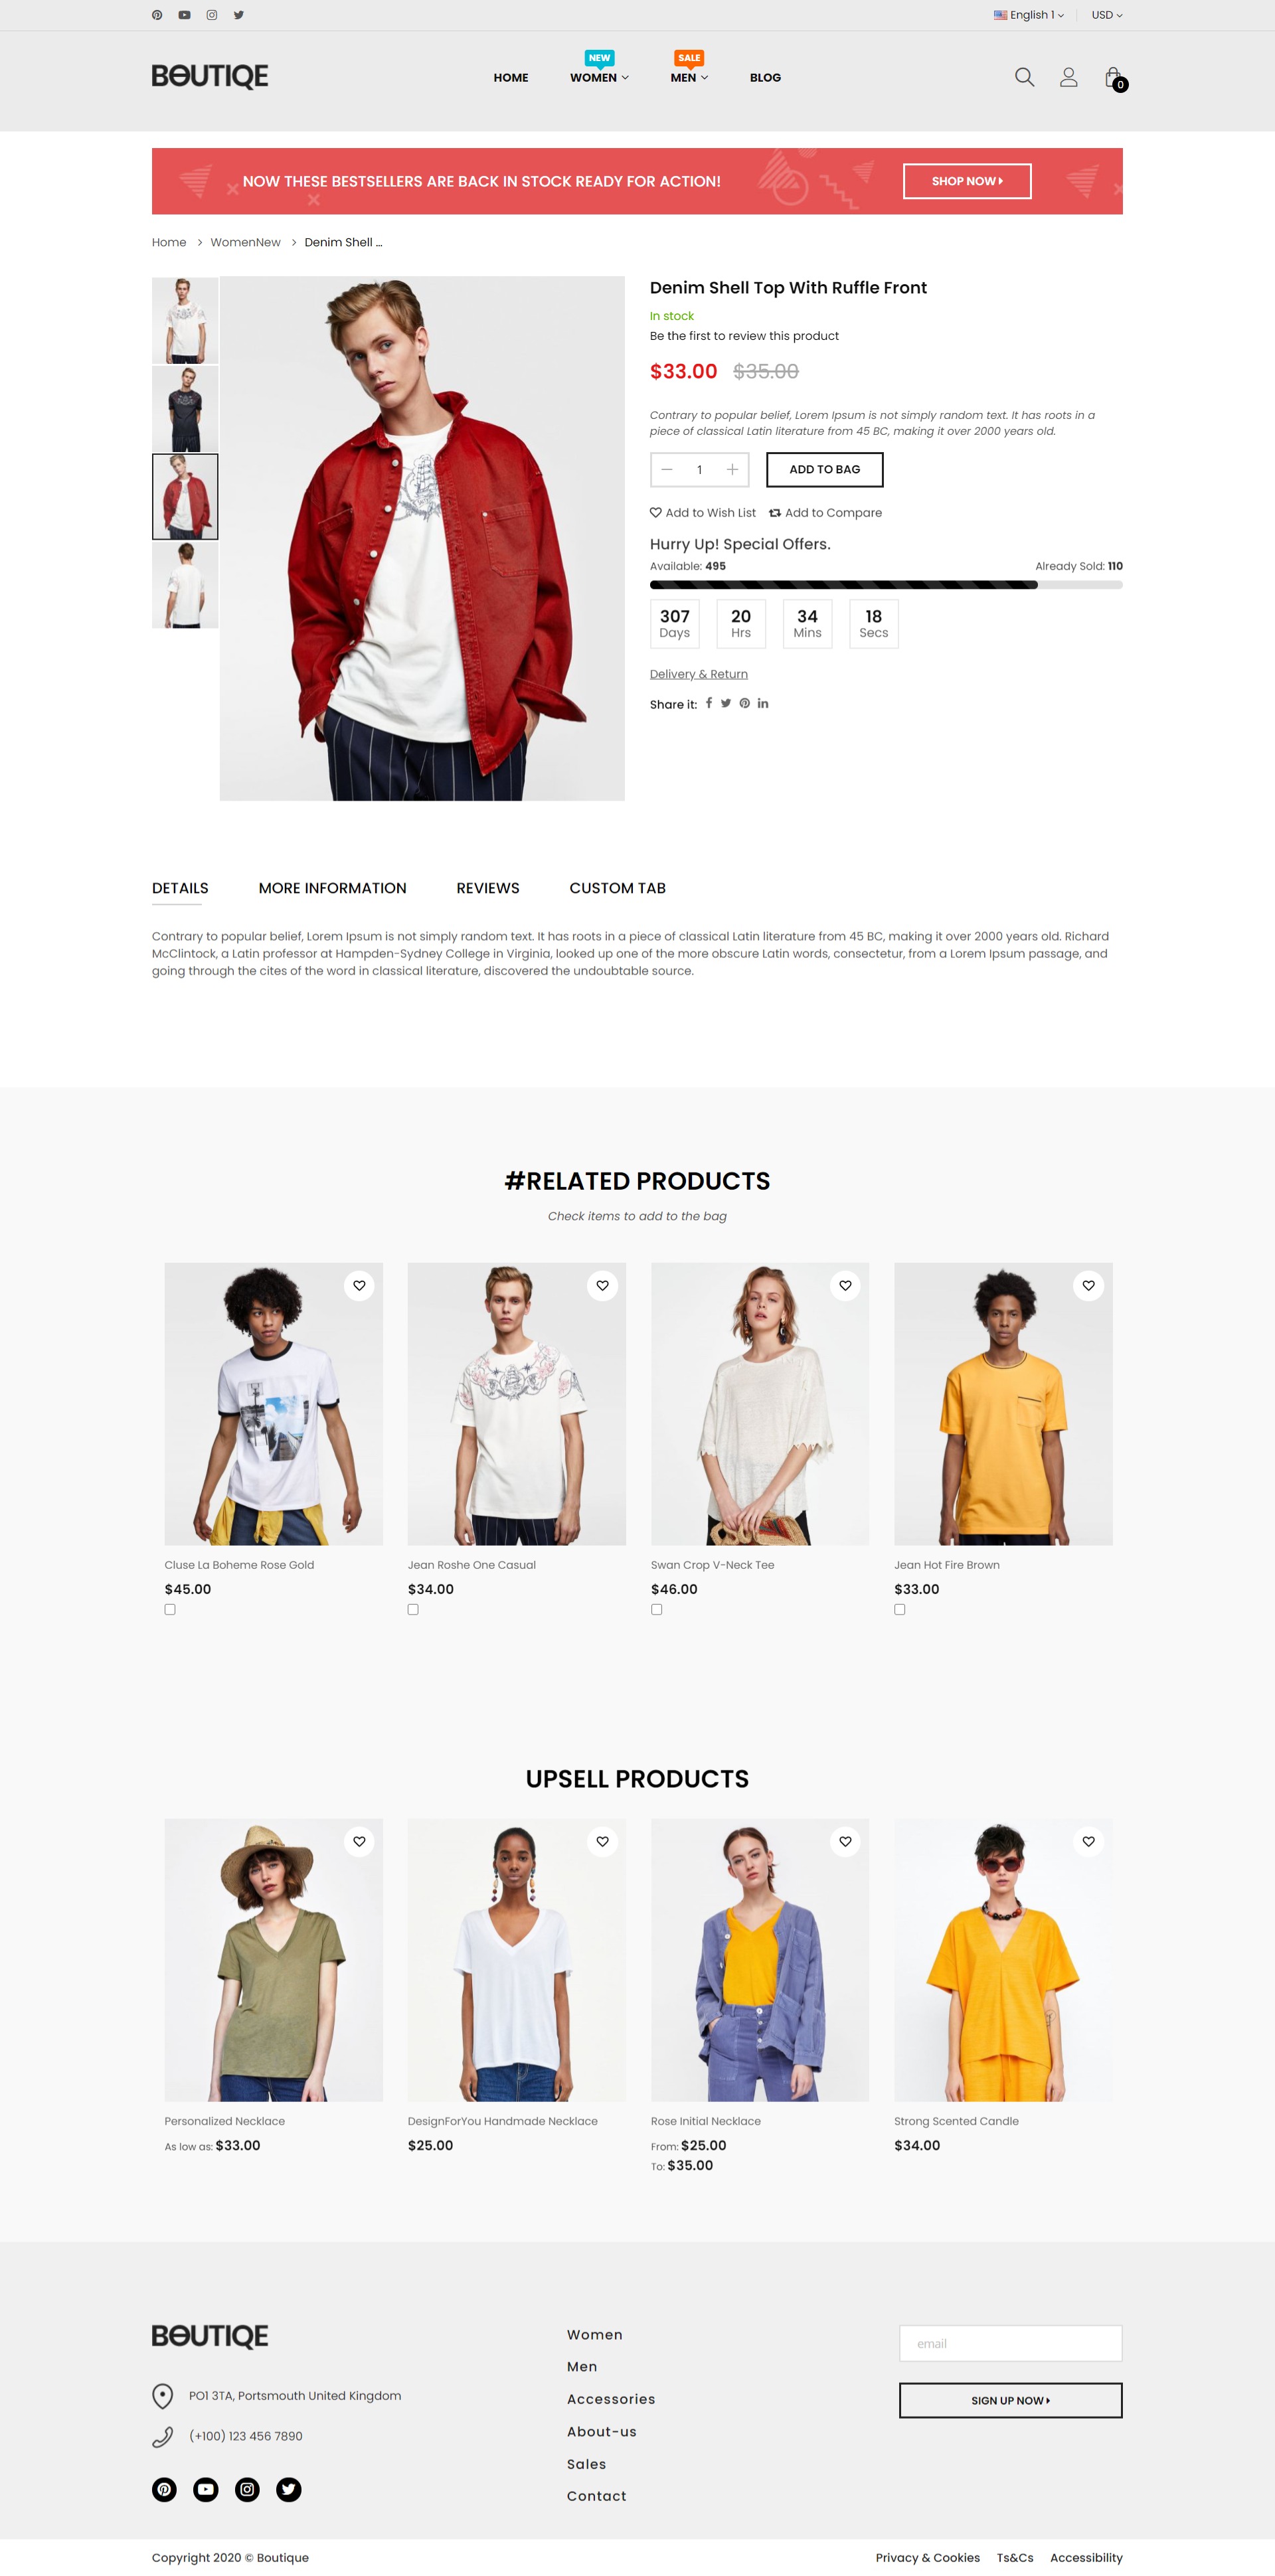 English 1
USD
BOUTIQE
NEW
SALE
HOME
WOMEN
MEN
BLOG
0
NOW THESE BESTSELLERS ARE BACK IN STOCK READY FOR ACTION!
SHOP NOW
Home > WomenNew > Denim Shell ...
Denim Shell Top With Ruffle Front
In stock
Be the first to review this product
$33.00 $35.00
Contrary to popular belief, Lorem Ipsum is not simply random text. It has roots in a
piece of classical Latin literature from 45 BC, making it over 2000 years old.
1
ADD TO BAG
Add to Wish List
Add to Compare
Hurry Up! Special Offers.
Available: 495
Already Sold: 110
307 20 34 18
Days Hrs Mins Secs
Delivery & Return
Share it:
DETAILS
MORE INFORMATION
REVIEWS
CUSTOM TAB
Contrary to popular belief, Lorem Ipsum is not simply random text. It has roots in a piece of classical Latin literature from 45 BC, making it over 2000 years old. Richard
McClintock, a Latin professor at Hampden-Sydney College in Virginia, looked up one of the more obscure Latin words, consectetur, from a Lorem Ipsum passage, and
going through the cites of the word in classical literature, discovered the undoubtable source.
#RELATED PRODUCTS
Check items to add to the bag
Cluse La Boheme Rose Gold
$45.00
Jean Roshe One Casual
$34.00
Swan Crop V-Neck Tee
$46.00
Jean Hot Fire Brown
$33.00
UPSELL PRODUCTS
Personalized Necklace
As low as: $33.00
DesignForYou Handmade Necklace
$25.00
Rose Initial Necklace
From: $25.00
To: $35.00
Strong Scented Candle
$34.00
BOUTIQE
PO1 3TA, Portsmouth United Kingdom
(+100) 123 456 7890
Women
Men
Accessories
About-us
Sales
Contact
email
SIGN UP NOW
Copyright 2020 © Boutique
Privacy & Cookies
Ts&Cs
Accessibility